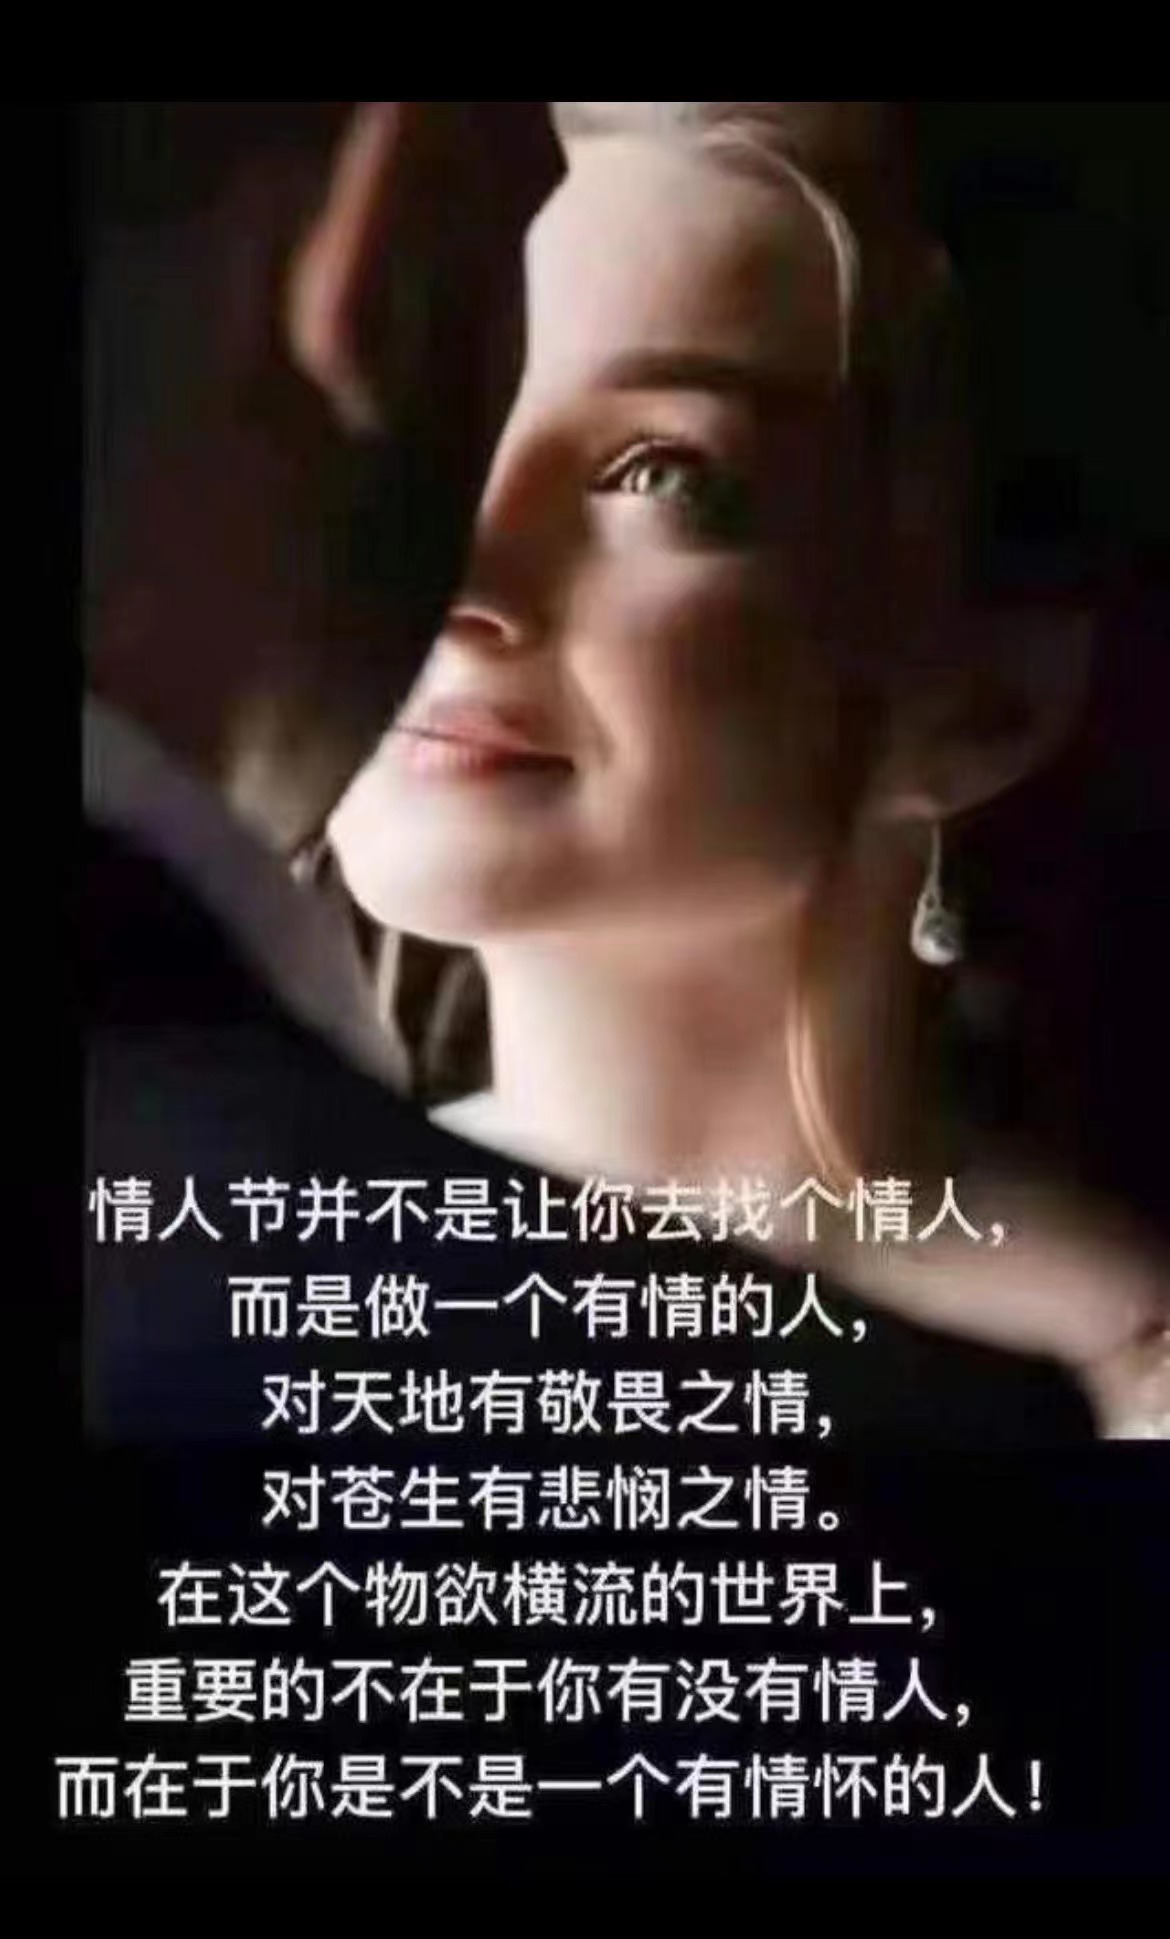 情人节并不是让你去找个情人，
而是做一个有情的人，
对天地有敬畏之情，
对苍生有悲悯之情。
在这个物欲横流的世界上，
重要的不在于你有没有情人，
而在于你是不是一个有情怀的人！